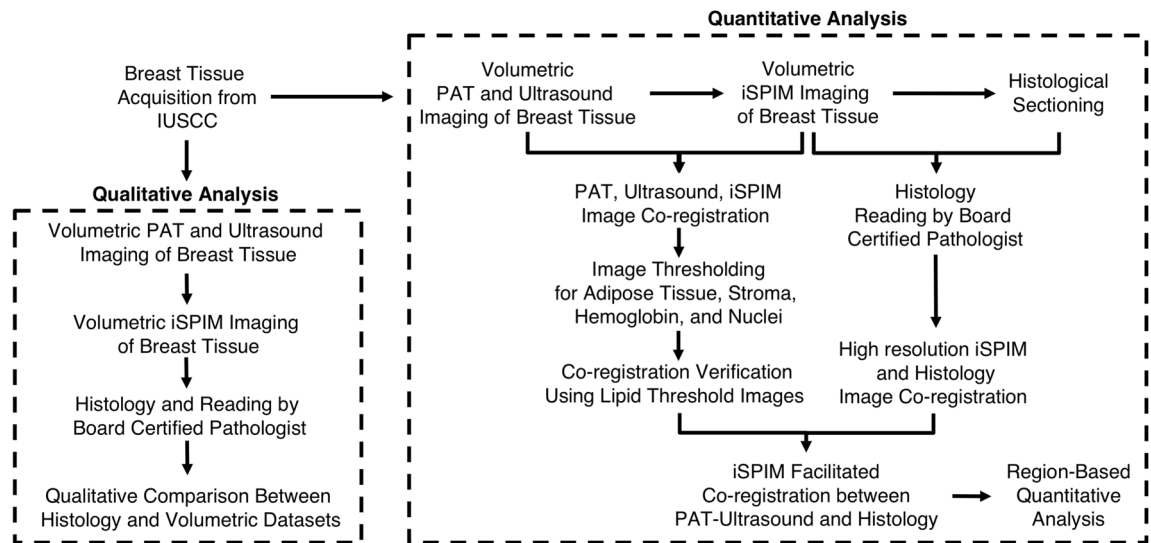 Quantitative Analysis
Breast Tissue
Acquisition from
IUSCC
Qualitative Analysis
Volumetric PAT and Ultrasound
Imaging of Breast Tissue
Volumetric iSPIM Imaging
of Breast Tissue
Histology and Reading by
Board Certified Pathologist
Qualitative Comparison Between
Histology and Volumetric Datasets
Volumetric
PAT and Ultrasound
Imaging of Breast Tissue
Volumetric
iSPIM Imaging
of Breast Tissue
Histological
Sectioning
PAT, Ultrasound, iSPIM
Image Co-registration
Image Thresholding
for Adipose Tissue, Stroma,
Hemoglobin, and Nuclei
Co-registration Verification
Using Lipid Threshold Images
Histology
Reading by Board
Certified Pathologist
High resolution iSPIM
and Histology
Image Co-registration
iSPIM Facilitated
Co-registration between
PAT-Ultrasound and Histology
Region-Based
Quantitative
Analysis